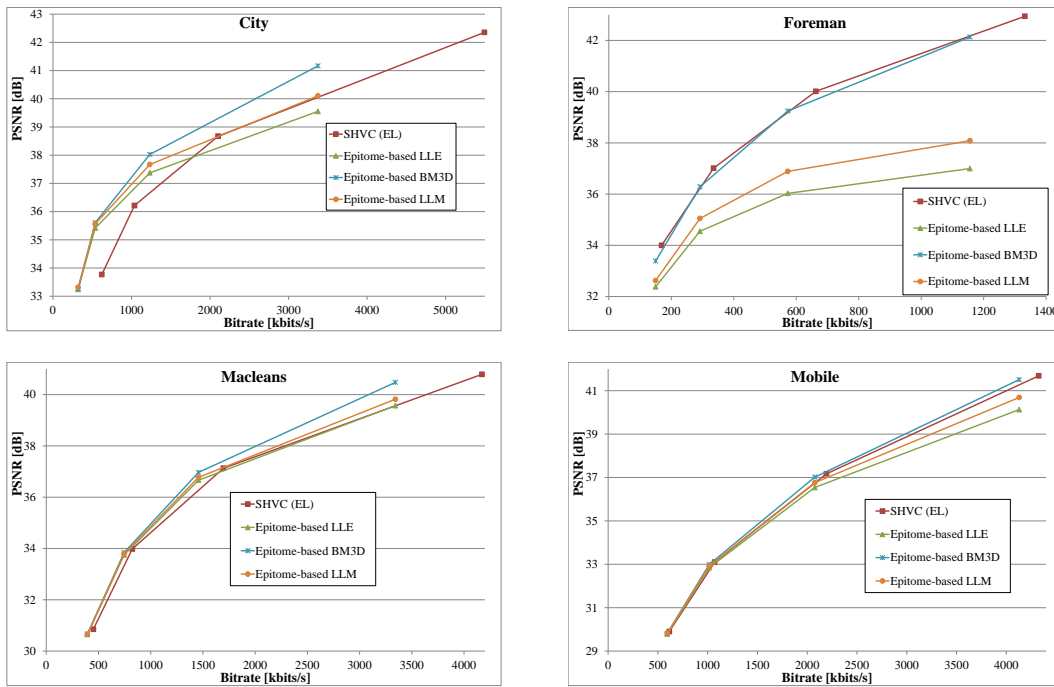 City
PSNR [dB]
43
42
41
40
39
38
37
36
35
34
33
0
1000
2000
3000
4000
5000
Bitrate [kbits/s]
SHVC (EL)
Epitome-based LLE
Epitome-based BM3D
Epitome-based LLM
Foreman
PSNR [dB]
42
40
38
36
34
32
0
200
400
600
800
1000
1200
1400
Bitrate [kbits/s]
SHVC (EL)
Epitome-based LLE
Epitome-based BM3D
Epitome-based LLM
Macleans
PSNR [dB]
40
38
36
34
32
30
0
500
1000
1500
2000
2500
3000
3500
4000
Bitrate [kbits/s]
SHVC (EL)
Epitome-based LLE
Epitome-based BM3D
Epitome-based LLM
Mobile
PSNR [dB]
41
39
37
35
33
31
29
0
500
1000
1500
2000
2500
3000
3500
4000
Bitrate [kbits/s]
SHVC (EL)
Epitome-based LLE
Epitome-based BM3D
Epitome-based LLM